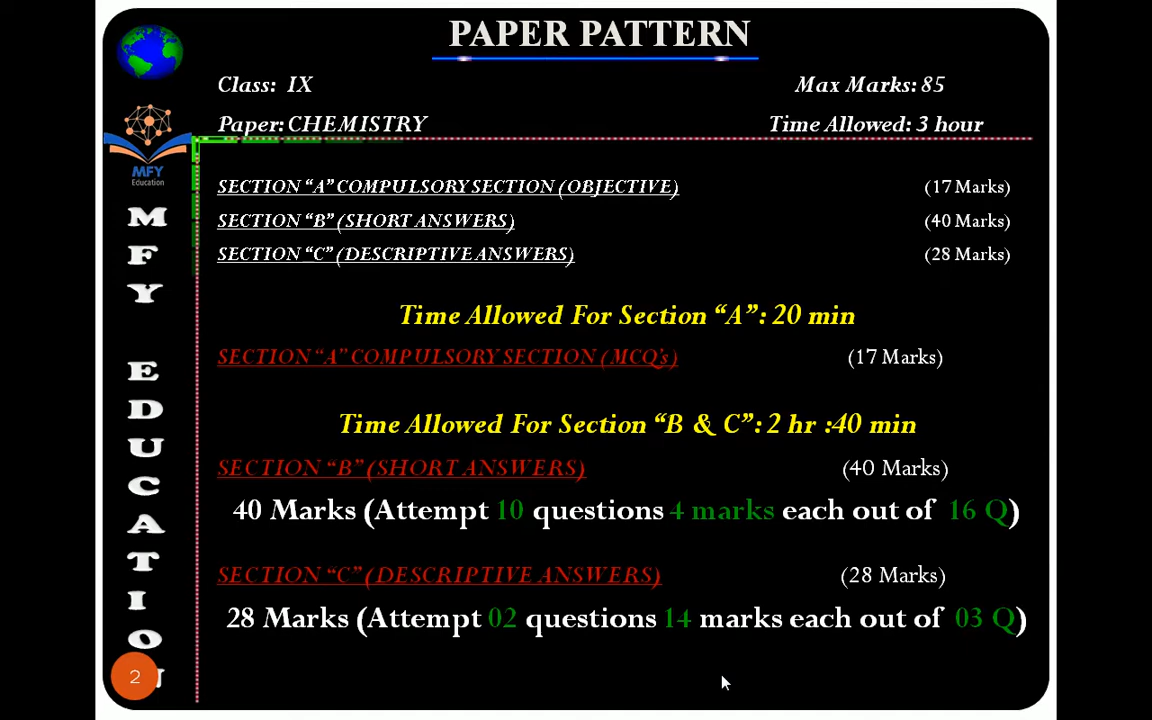 PAPER PATTERN
Class: IX Max Marks: 85
Paper: CHEMISTRY Time Allowed: 3 hour
MFY
Education
SECTION “A” COMPULSORY SECTION (OBJECTIVE) (17 Marks)
SECTION “B” (SHORT ANSWERS) (40 Marks)
SECTION “C” (DESCRIPTIVE ANSWERS) (28 Marks)
Time Allowed For Section “A”: 20 min
SECTION “A” COMPULSORY SECTION (MCQ’s) (17 Marks)
Time Allowed For Section “B & C”: 2 hr :40 min
SECTION “B” (SHORT ANSWERS) (40 Marks)
40 Marks (Attempt 10 questions 4 marks each out of 16 Q)
SECTION “C” (DESCRIPTIVE ANSWERS) (28 Marks)
28 Marks (Attempt 02 questions 14 marks each out of 03 Q)
MFY EDUCATION
2